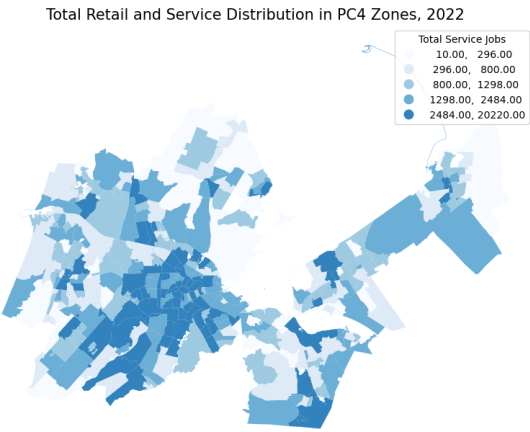 Total Retail and Service Distribution in PC4 Zones, 2022
Total Service Jobs
10.00, 296.00
296.00, 800.00
800.00, 1298.00
1298.00, 2484.00
2484.00, 20220.00